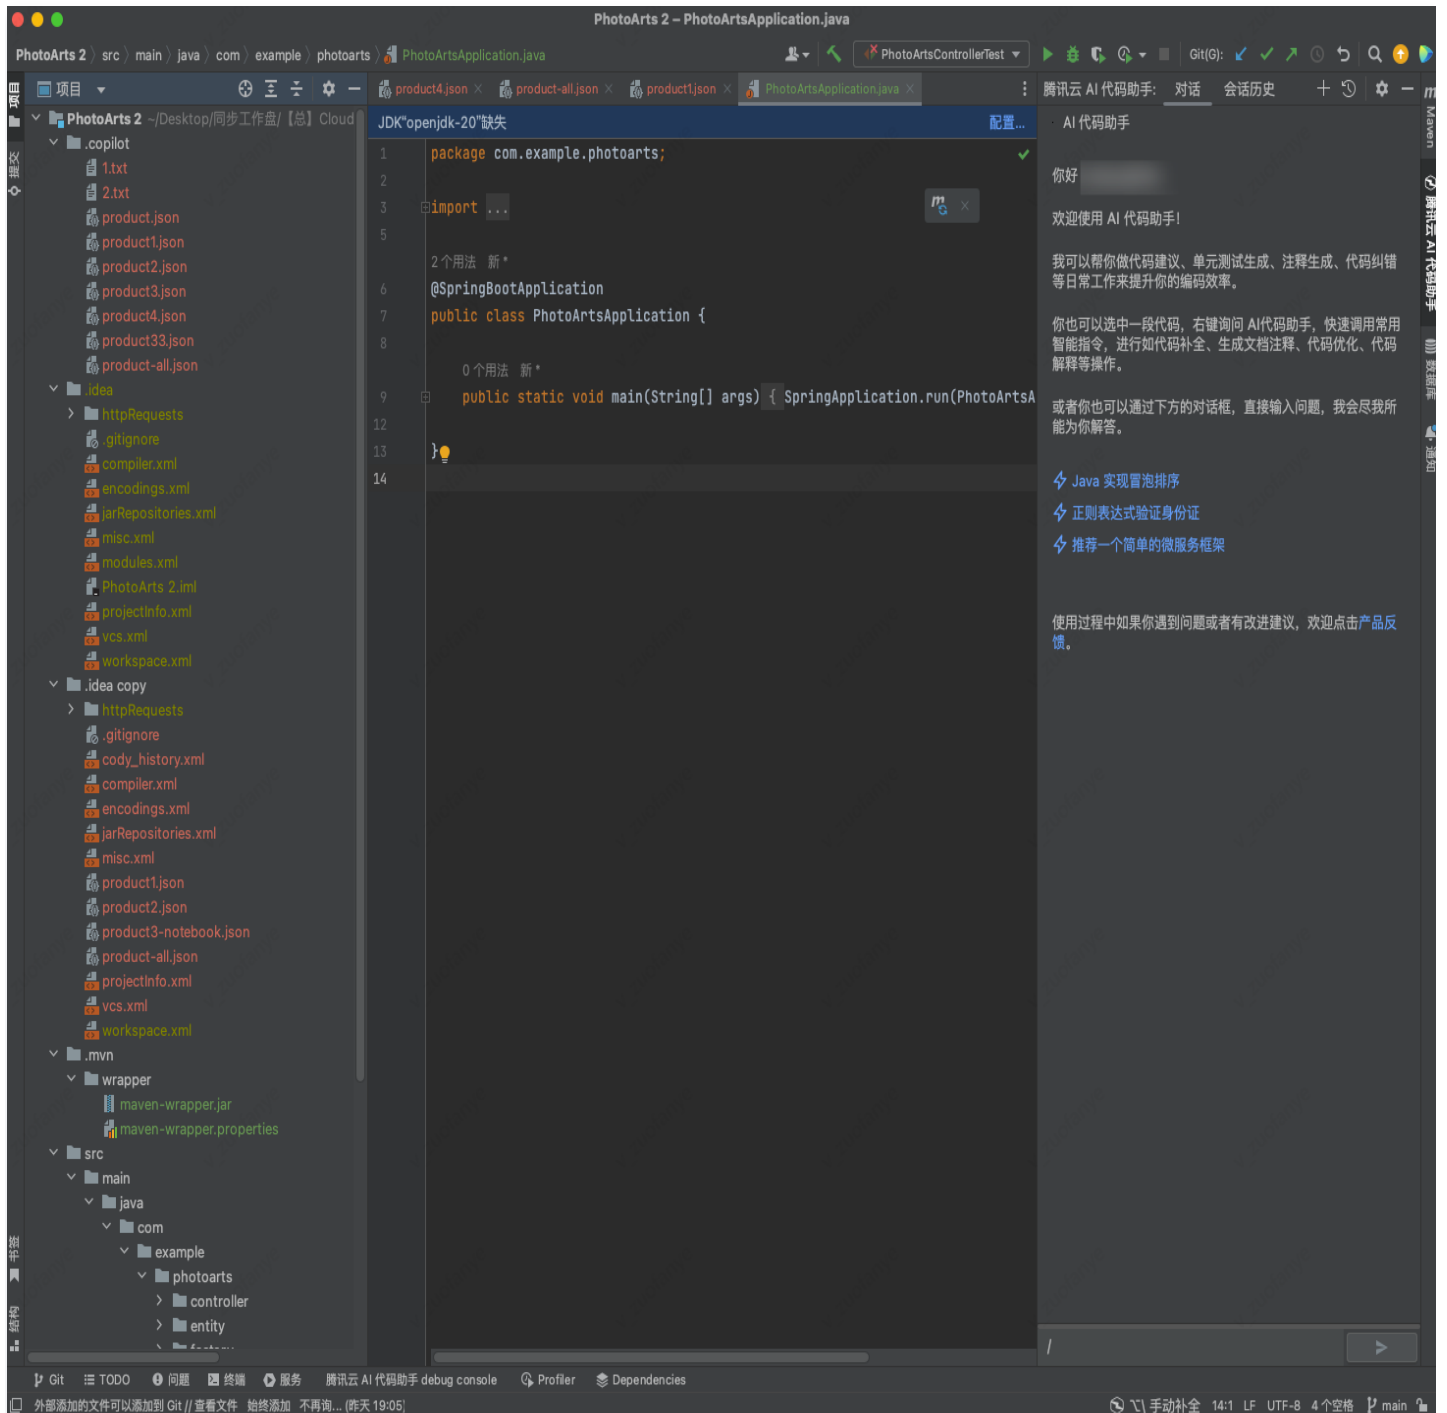 PhotoArts 2 – PhotoArtsApplication.java
PhotoArts 2 src main java com example photoarts PhotoArtsApplication.java PhotoArtsControllerTest Git(G):
项目 product4.json product-all.json product1.json PhotoArtsApplication.java 腾讯云 AI 代码助手: 对话 会话历史
项目
提交
书签
结构
PhotoArts 2 ~/Desktop/同步工作盘/【总】Cloud
.copilot
1.txt
2.txt
product.json
product1.json
product2.json
product3.json
product4.json
product33.json
product-all.json
.idea
httpRequests
.gitignore
compiler.xml
encodings.xml
jarRepositories.xml
misc.xml
modules.xml
PhotoArts 2.iml
projectInfo.xml
vcs.xml
workspace.xml
.idea copy
httpRequests
.gitignore
cody_history.xml
compiler.xml
encodings.xml
jarRepositories.xml
misc.xml
product1.json
product2.json
product3-notebook.json
product-all.json
projectInfo.xml
vcs.xml
workspace.xml
.mvn
wrapper
maven-wrapper.jar
maven-wrapper.properties
src
main
java
com
example
photoarts
controller
entity
JDK“openjdk-20”缺失 配置...
1 package com.example.photoarts;
2
3 import ...
5
2 个用法 新 *
6 @SpringBootApplication
7 public class PhotoArtsApplication {
8
0 个用法 新 *
9 public static void main(String[] args) { SpringApplication.run(PhotoArtsA
12
13 }
14
AI 代码助手
你好
欢迎使用 AI 代码助手！
我可以帮你做代码建议、单元测试生成、注释生成、代码纠错
等日常工作来提升你的编码效率。
你也可以选中一段代码，右键询问 AI代码助手，快速调用常用
智能指令，进行如代码补全、生成文档注释、代码优化、代码
解释等操作。
或者你也可以通过下方的对话框，直接输入问题，我会尽我所
能为你解答。
Java 实现冒泡排序
正则表达式验证身份证
推荐一个简单的微服务框架
使用过程中如果你遇到问题或者有改进建议，欢迎点击产品反
馈。
/
Maven
腾讯云 AI 代码助手
数据库
通知
Git TODO 问题 终端 服务 腾讯云 AI 代码助手 debug console Profiler Dependencies
外部添加的文件可以添加到 Git // 查看文件 始终添加 不再询... (昨天 19:05) ⌥\ 手动补全 14:1 LF UTF-8 4 个空格 main